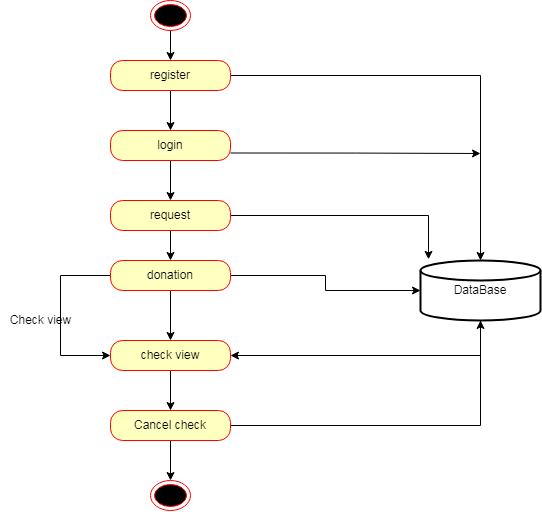 register
login
request
donation
DataBase
Check view
check view
Cancel check